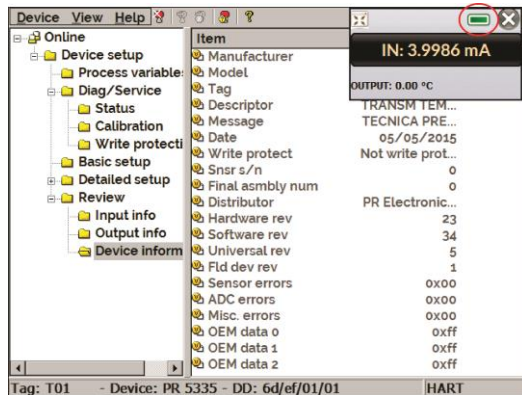 Device View Help
Online
Device setup
Process variable
Diag/Service
Status
Calibration
Write protecti
Basic setup
Detailed setup
Review
Input info
Output info
Device inform
Item
Manufacturer
Model
Tag
Descriptor TRANSM TEM...
Message TECNICA PRE...
Date 05/05/2015
Write protect Not write prot...
Snsr s/n 0
Final asmbly num 0
Distributor PR Electronic...
Hardware rev 23
Software rev 34
Universal rev 5
Fld dev rev 1
Sensor errors 0x00
ADC errors 0x00
Misc. errors 0x00
OEM data 0 0xff
OEM data 1 0xff
OEM data 2 0xff
IN: 3.9986 mA
OUTPUT: 0.00 °C
Tag: T01 - Device: PR 5335 - DD: 6d/ef/01/01 HART